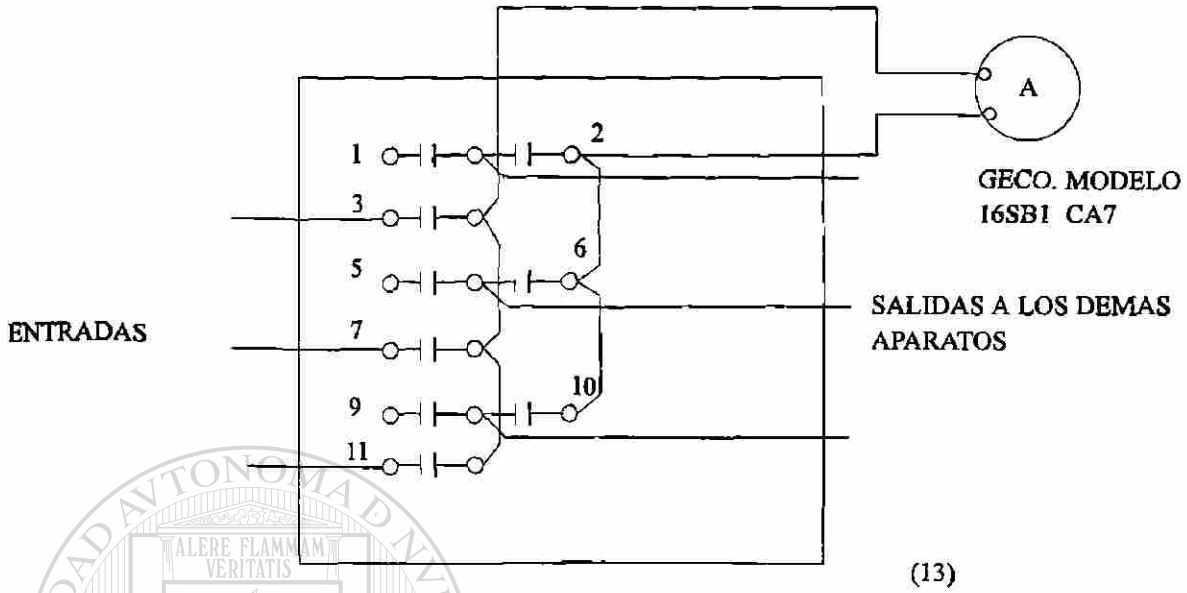 A
GECO. MODELO
16SB1 CA7
1
2
3
5
6
7
9
10
11
ENTRADAS
SALIDAS A LOS DEMAS
APARATOS
(13)
AVTONOMA
ALERE FLAMMAM
VERITATIS